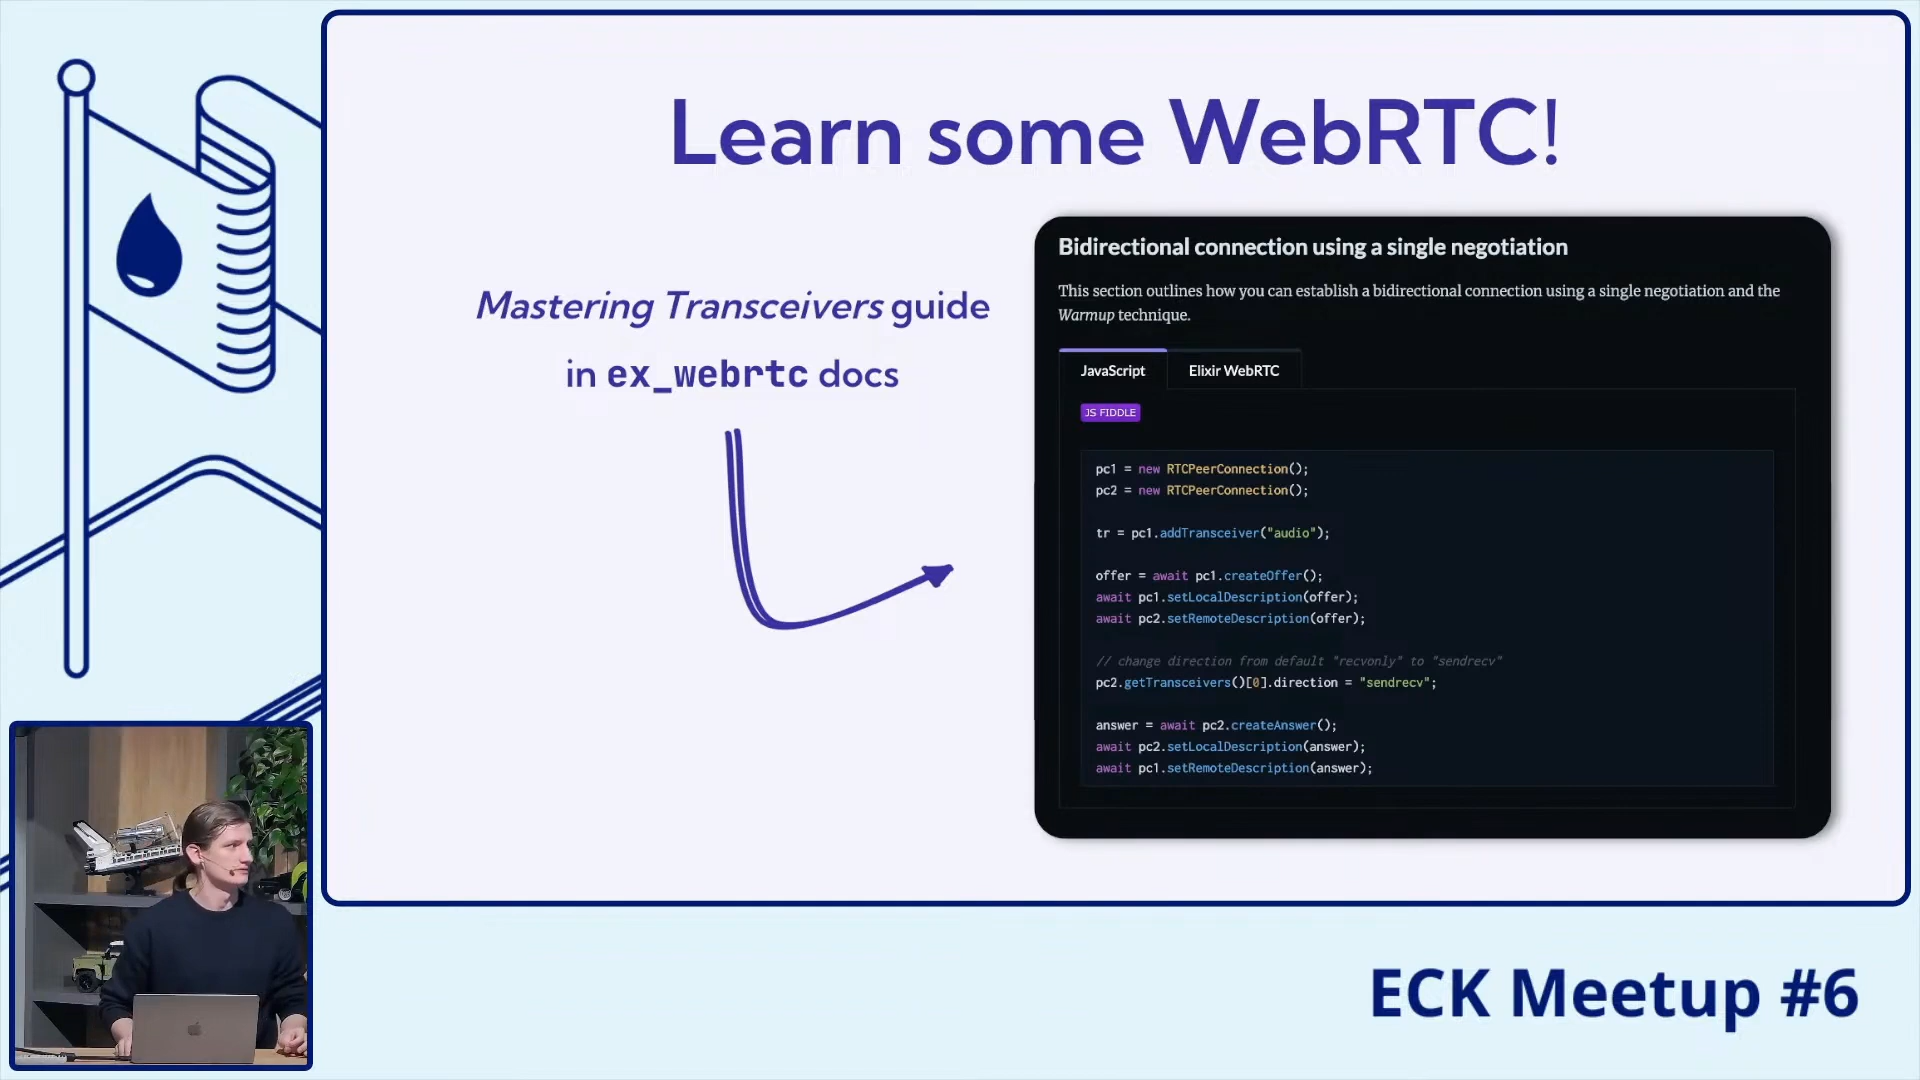 Learn some WebRTC!
Mastering Transceivers guide
in ex_webrtc docs
Bidirectional connection using a single negotiation
This section outlines how you can establish a bidirectional connection using a single negotiation and the
Warmup technique.
JavaScript
Elixir WebRTC
JS FIDDLE
pc1 = new RTCPeerConnection();
pc2 = new RTCPeerConnection();
tr = pc1.addTransceiver("audio");
offer = await pc1.createOffer();
await pc1.setLocalDescription(offer);
await pc2.setRemoteDescription(offer);
// change direction from default "recvonly" to "sendrecv"
pc2.getTransceivers()[0].direction = "sendrecv";
answer = await pc2.createAnswer();
await pc2.setLocalDescription(answer);
await pc1.setRemoteDescription(answer);
ECK Meetup #6